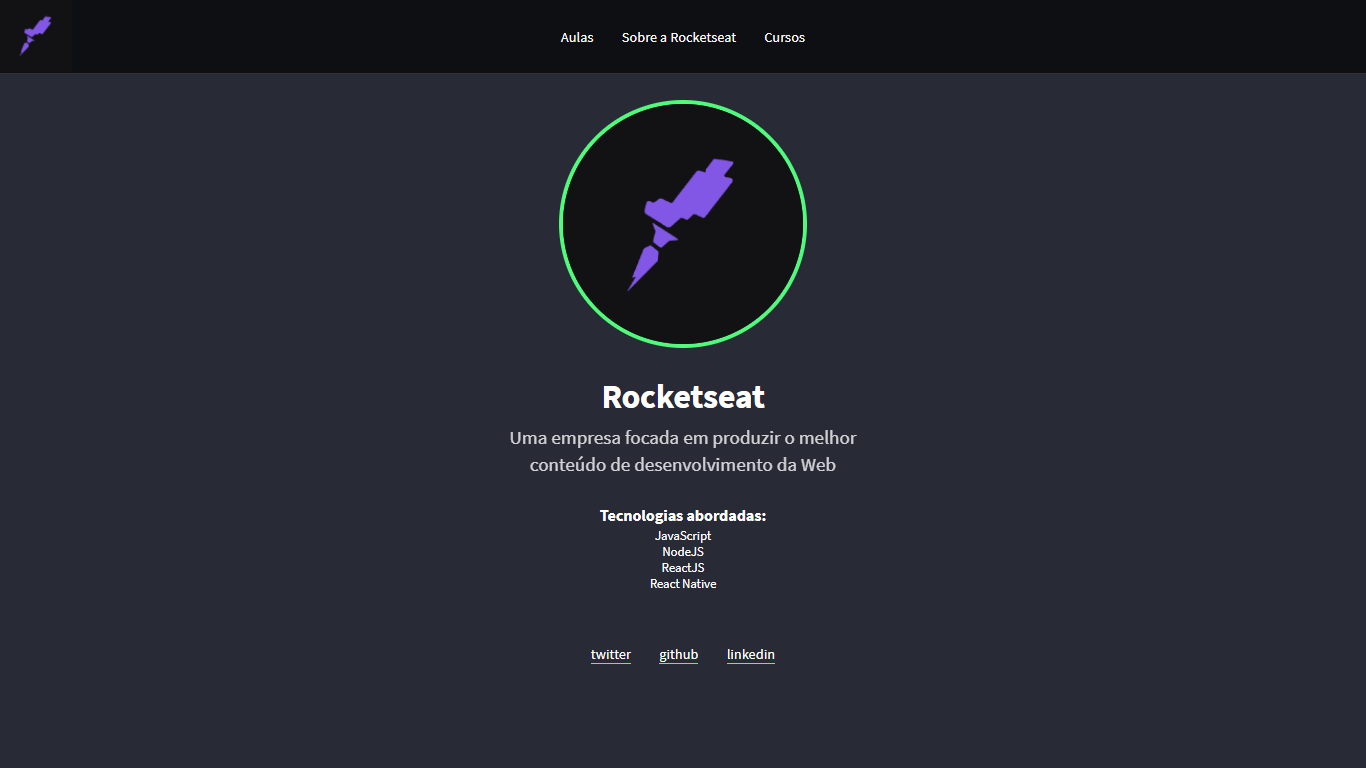 Aulas Sobre a Rocketseat Cursos
Rocketseat
Uma empresa focada em produzir o melhor
conteúdo de desenvolvimento da Web
Tecnologias abordadas:
JavaScript
NodeJS
ReactJS
React Native
twitter github linkedin